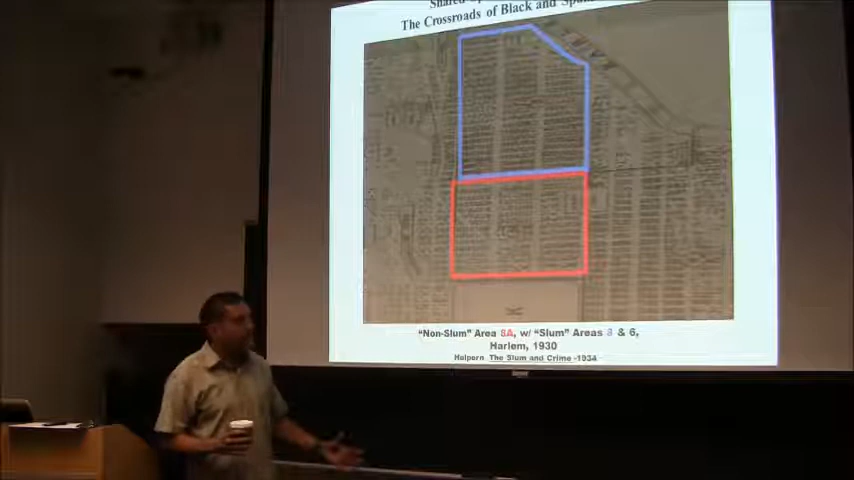 The Crossroads of Black and
"Non-Slum" Area 8A, w/ "Slum" Areas 8 & 6,
Harlem, 1930
Halpern The Slum and Crime -1934